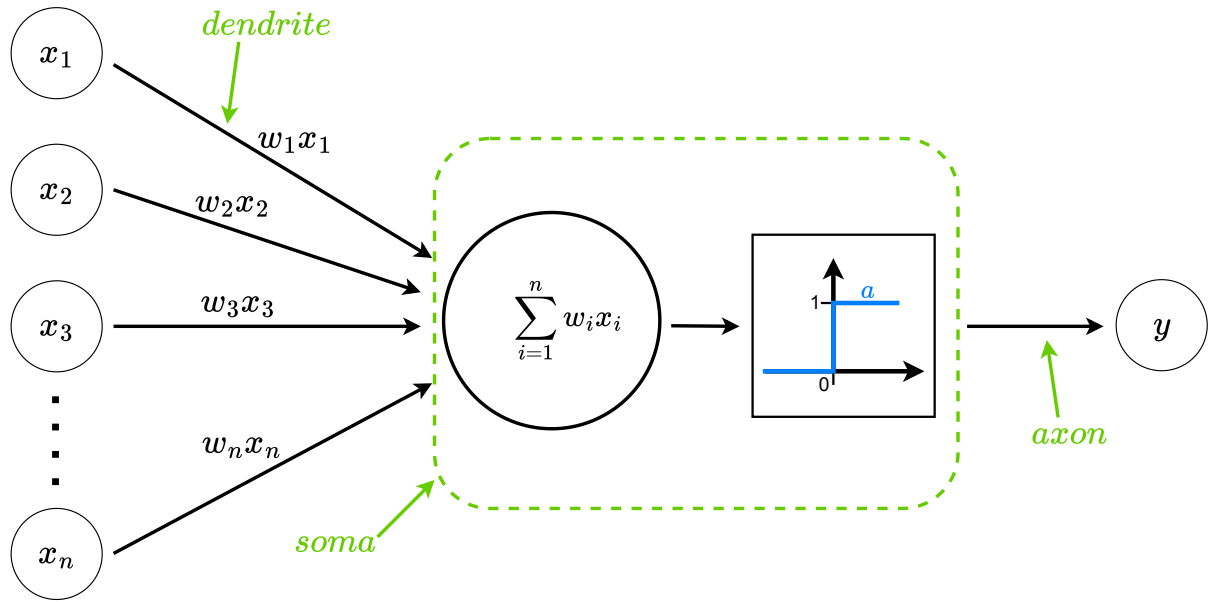 dendrite
x₁
w₁x₁
x₂
w₂x₂
x₃
w₃x₃
n
∑ wᵢxᵢ
i=1
1
a
0
y
axon
wₙxₙ
soma
xₙ